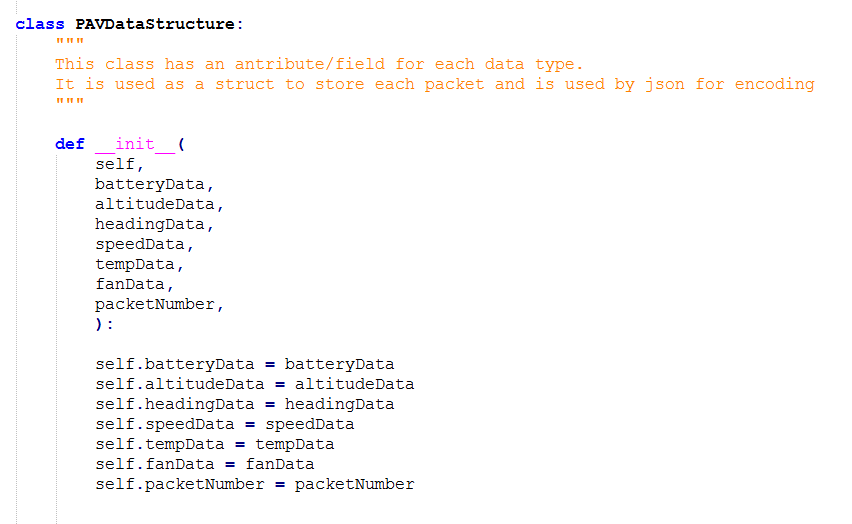 class PAVDataStructure:
    """
    This class has an antribute/field for each data type.
    It is used as a struct to store each packet and is used by json for encoding
    """
    def __init__(
        self,
        batteryData,
        altitudeData,
        headingData,
        speedData,
        tempData,
        fanData,
        packetNumber,
        ):
        self.batteryData = batteryData
        self.altitudeData = altitudeData
        self.headingData = headingData
        self.speedData = speedData
        self.tempData = tempData
        self.fanData = fanData
        self.packetNumber = packetNumber